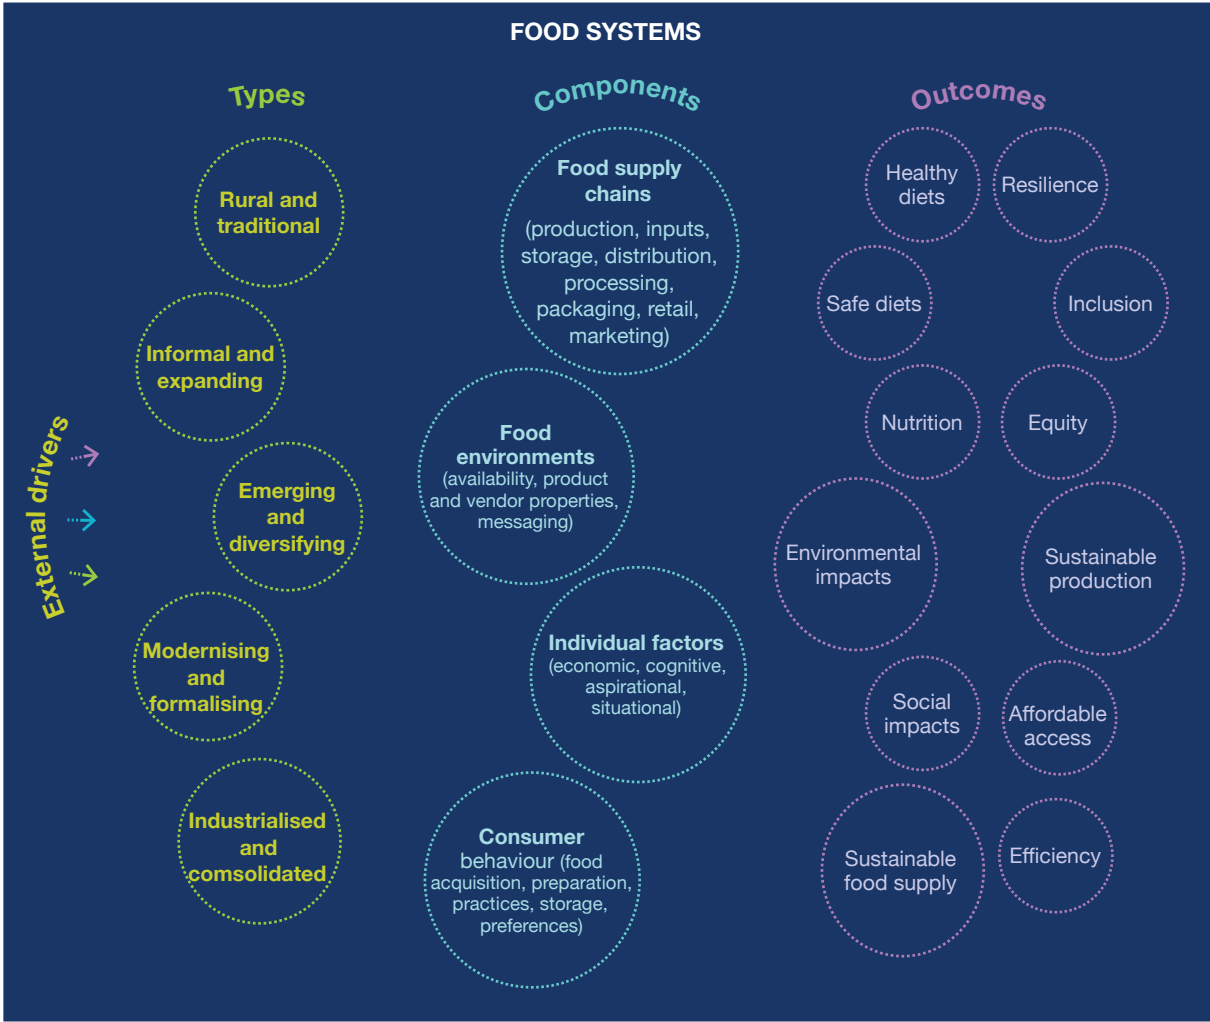 FOOD SYSTEMS
Types
Rural and
traditional
Informal and
expanding
Emerging
and
diversifying
Modernising
and
formalising
Industrialised
and
comsolidated
External drivers
Components
Food supply
chains
(production, inputs,
storage, distribution,
processing,
packaging, retail,
marketing)
Food
environments
(availability, product
and vendor properties,
messaging)
Individual factors
(economic, cognitive,
aspirational,
situational)
Consumer
behaviour (food
acquisition, preparation,
practices, storage,
preferences)
Outcomes
Healthy
diets
Resilience
Safe diets
Inclusion
Nutrition
Equity
Environmental
impacts
Sustainable
production
Social
impacts
Affordable
access
Sustainable
food supply
Efficiency